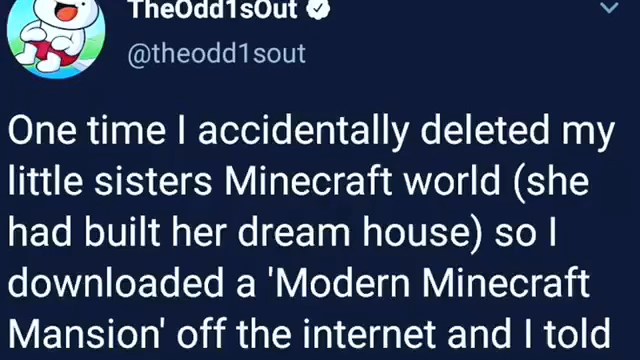 TheOdd1sOut
@theodd1sout
One time I accidentally deleted my
little sisters Minecraft world (she
had built her dream house) so I
downloaded a 'Modern Minecraft
Mansion' off the internet and I told